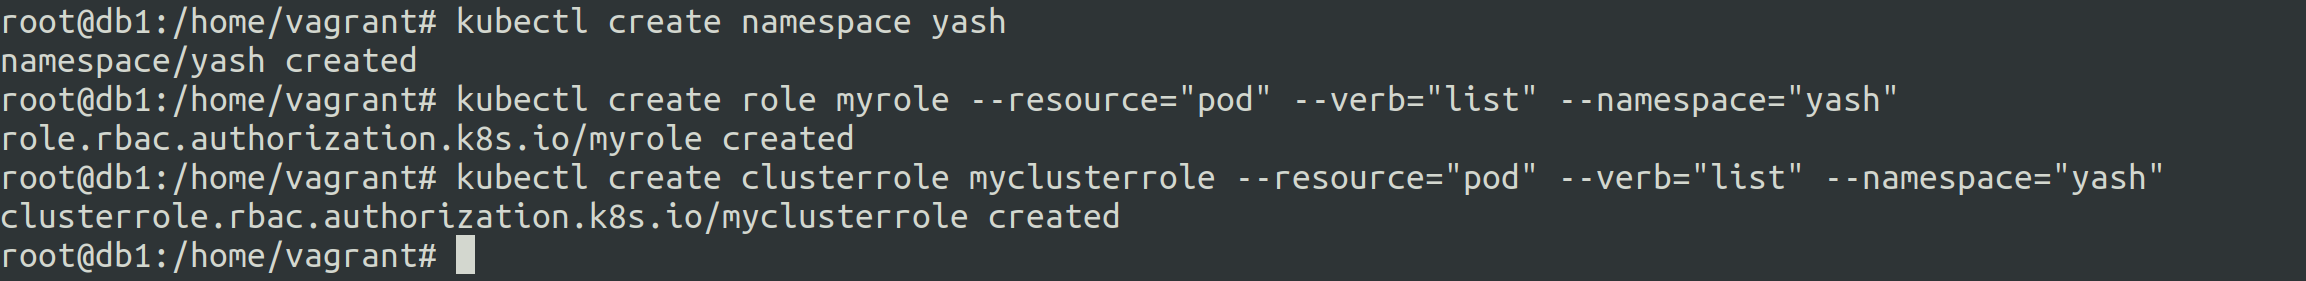 root@db1:/home/vagrant# kubectl create namespace yash
namespace/yash created
root@db1:/home/vagrant# kubectl create role myrole --resource="pod" --verb="list" --namespace="yash"
role.rbac.authorization.k8s.io/myrole created
root@db1:/home/vagrant# kubectl create clusterrole myclusterrole --resource="pod" --verb="list" --namespace="yash"
clusterrole.rbac.authorization.k8s.io/myclusterrole created
root@db1:/home/vagrant#